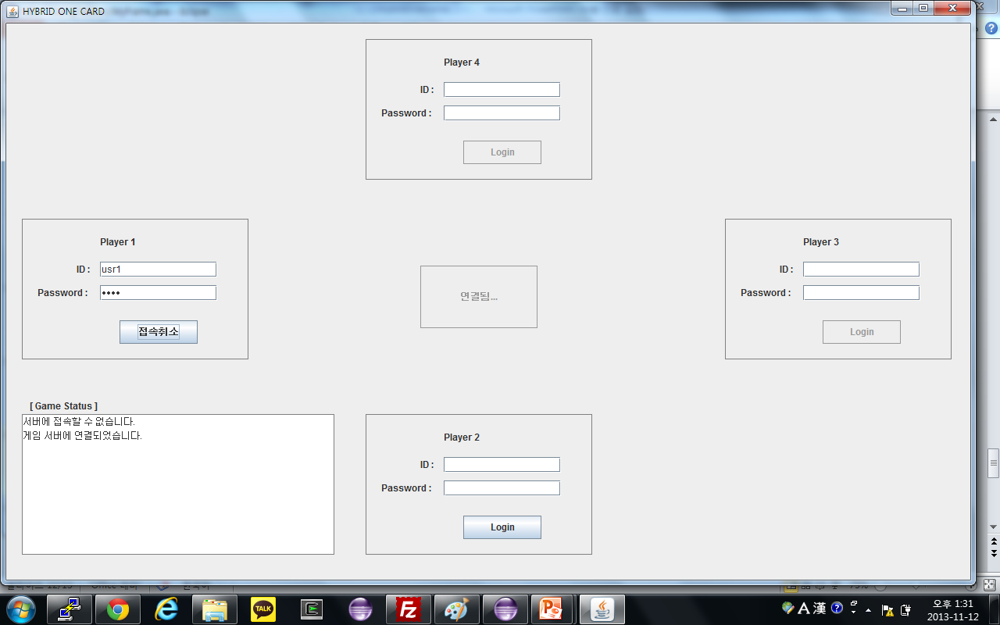 HYBRID ONE CARD
Player 4
ID :
Password :
Login
Player 1
ID : usr1
Password : ••••
접속취소
연결됨...
Player 3
ID :
Password :
Login
[ Game Status ]
서버에 접속할 수 없습니다.
게임 서버에 연결되었습니다.
Player 2
ID :
Password :
Login
TALK
Fz
A 漢
오후 1:31
2013-11-12